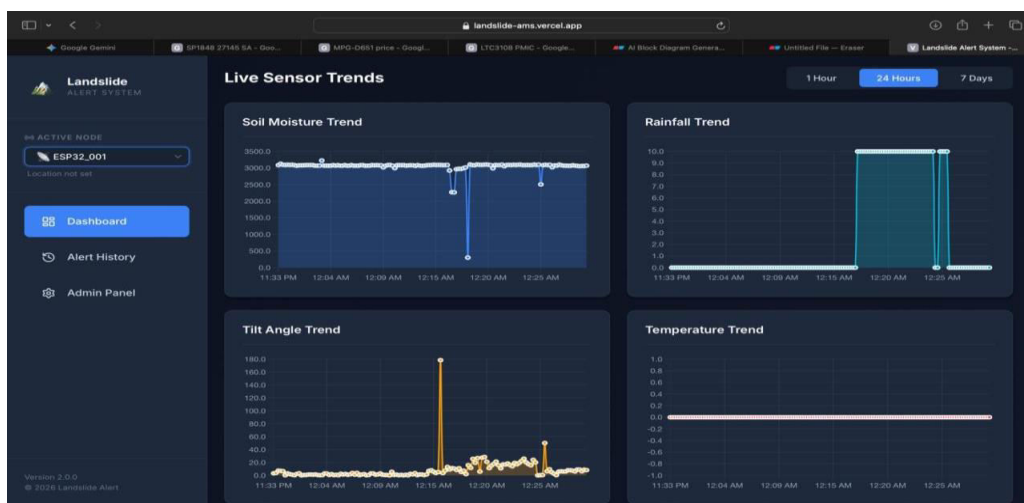 landslide-ams.vercel.app
Google Gemini
SP1848 27145 SA - Goo...
MPG-D651 price - Googl...
LTC3108 PMIC - Google...
AI Block Diagram Genera...
Untitled File — Eraser
Landslide Alert System -...
Landslide
ALERT SYSTEM
ACTIVE NODE
ESP32_001
Location not set
Dashboard
Alert History
Admin Panel
Version 2.0.0
© 2026 Landslide Alert
Live Sensor Trends
1 Hour
24 Hours
7 Days
Soil Moisture Trend
3500.0
3000.0
2500.0
2000.0
1500.0
1000.0
500.0
0.0
11:33 PM 12:04 AM 12:09 AM 12:15 AM 12:20 AM 12:25 AM
Rainfall Trend
10.0
9.0
8.0
7.0
6.0
5.0
4.0
3.0
2.0
1.0
0.0
11:33 PM 12:04 AM 12:09 AM 12:15 AM 12:20 AM 12:25 AM
Tilt Angle Trend
180.0
160.0
140.0
120.0
100.0
80.0
60.0
40.0
20.0
0.0
11:33 PM 12:04 AM 12:09 AM 12:15 AM 12:20 AM 12:25 AM
Temperature Trend
1.0
0.8
0.6
0.4
0.2
0.0
-0.2
-0.4
-0.6
-0.8
-1.0
11:33 PM 12:04 AM 12:09 AM 12:15 AM 12:20 AM 12:25 AM